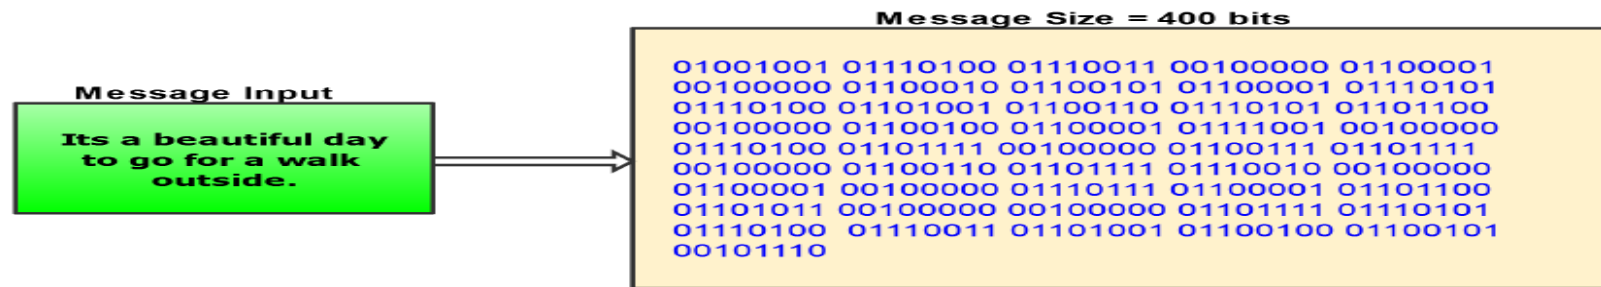 Message Size = 400 bits
Message Input
Its a beautiful day
to go for a walk
outside.
01001001 01110100 01110011 00100000 01100001
00100000 01100010 01100101 01100001 01110101
01110100 01101001 01100110 01110101 01101100
00100000 01100100 01100001 01111001 00100000
01110100 01101111 00100000 01100111 01101111
00100000 01100110 01101111 01110010 00100000
01100001 00100000 01110111 01100001 01101100
01101011 00100000 00100000 01101111 01110101
01110100 01110011 01101001 01100100 01100101
00101110